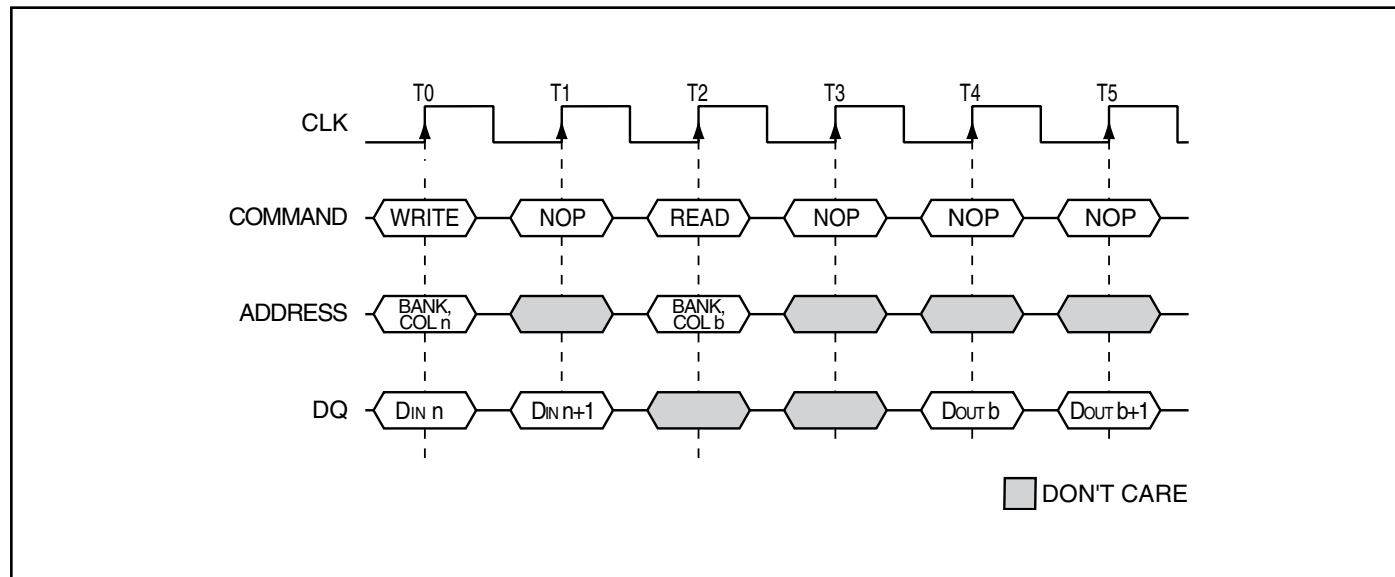 T0 T1 T2 T3 T4 T5
CLK
COMMAND WRITE NOP READ NOP NOP NOP
ADDRESS BANK, COL n BANK, COL b
DQ DIN n DIN n+1 DOUT b DOUT b+1
DON'T CARE